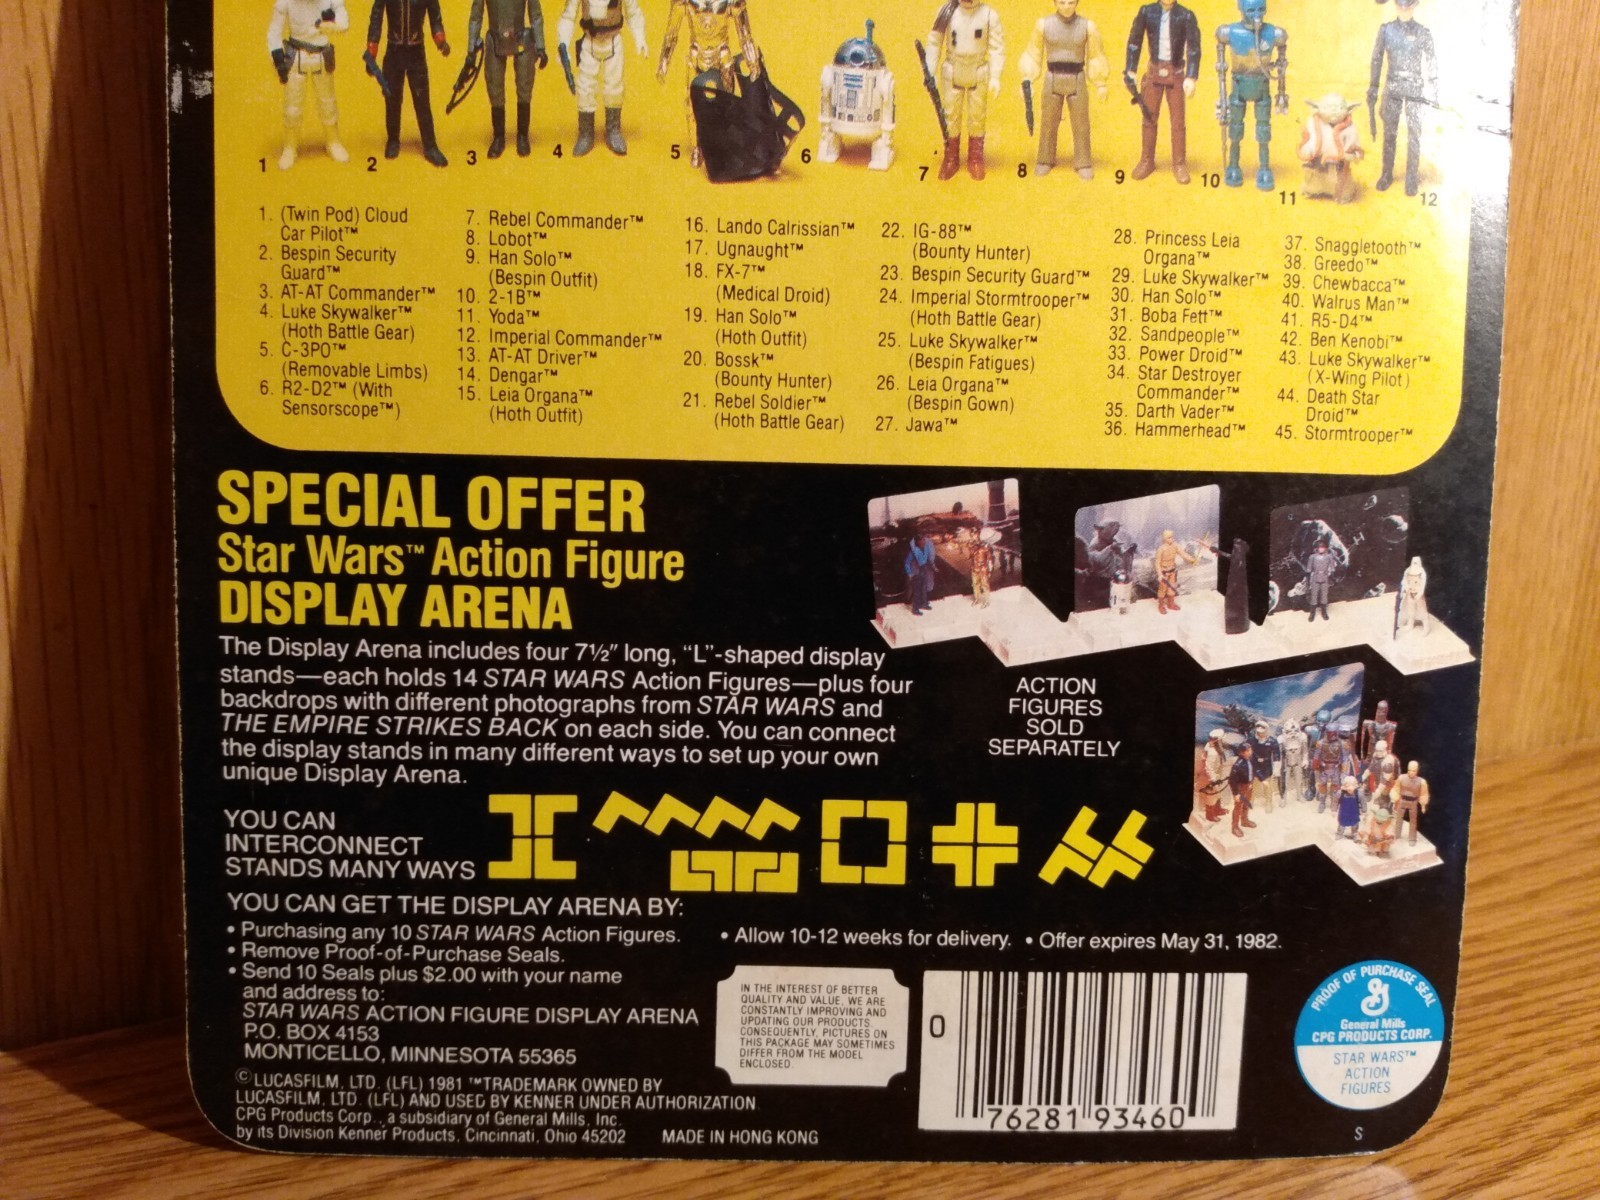 1
2
3
4
5
6
7
8
9
10
11
12
1. (Twin Pod) Cloud
Car Pilot™
2. Bespin Security
Guard™
3. AT-AT Commander™
4. Luke Skywalker™
(Hoth Battle Gear)
5. C-3PO™
(Removable Limbs)
6. R2-D2™ (With
Sensorscope™)
7. Rebel Commander™
8. Lobot™
9. Han Solo™
(Bespin Outfit)
10. 2-1B™
11. Yoda™
12. Imperial Commander™
13. AT-AT Driver™
14. Dengar™
15. Leia Organa™
(Hoth Outfit)
16. Lando Calrissian™
17. Ugnaught™
18. FX-7™
(Medical Droid)
19. Han Solo™
(Hoth Outfit)
20. Bossk™
(Bounty Hunter)
21. Rebel Soldier™
(Hoth Battle Gear)
22. IG-88™
(Bounty Hunter)
23. Bespin Security Guard™
24. Imperial Stormtrooper™
(Hoth Battle Gear)
25. Luke Skywalker™
(Bespin Fatigues)
26. Leia Organa™
(Bespin Gown)
27. Jawa™
28. Princess Leia
Organa™
29. Luke Skywalker™
30. Han Solo™
31. Boba Fett™
32. Sandpeople™
33. Power Droid™
34. Star Destroyer
Commander™
35. Darth Vader™
36. Hammerhead™
37. Snaggletooth™
38. Greedo™
39. Chewbacca™
40. Walrus Man™
41. R5-D4™
42. Ben Kenobi™
43. Luke Skywalker™
(X-Wing Pilot)
44. Death Star
Droid™
45. Stormtrooper™
SPECIAL OFFER
Star Wars™ Action Figure
DISPLAY ARENA
The Display Arena includes four 7½" long, "L"-shaped display
stands—each holds 14 STAR WARS Action Figures—plus four
backdrops with different photographs from STAR WARS and
THE EMPIRE STRIKES BACK on each side. You can connect
the display stands in many different ways to set up your own
unique Display Arena.
ACTION
FIGURES
SOLD
SEPARATELY
YOU CAN
INTERCONNECT
STANDS MANY WAYS
YOU CAN GET THE DISPLAY ARENA BY:
• Purchasing any 10 STAR WARS Action Figures.
• Remove Proof-of-Purchase Seals.
• Send 10 Seals plus $2.00 with your name
and address to:
STAR WARS ACTION FIGURE DISPLAY ARENA
P.O. BOX 4153
MONTICELLO, MINNESOTA 55365
• Allow 10-12 weeks for delivery. • Offer expires May 31, 1982.
IN THE INTEREST OF BETTER
QUALITY AND VALUE, WE ARE
CONSTANTLY IMPROVING AND
UPDATING OUR PRODUCTS.
CONSEQUENTLY, PICTURES ON
THIS PACKAGE MAY SOMETIMES
DIFFER FROM THE MODEL
ENCLOSED.
0 76281 93460
PROOF OF PURCHASE SEAL
G
General Mills
CPG PRODUCTS CORP.
STAR WARS™
ACTION
FIGURES
© LUCASFILM, LTD. (LFL) 1981 ™TRADEMARK OWNED BY
LUCASFILM, LTD. (LFL) AND USED BY KENNER UNDER AUTHORIZATION.
CPG Products Corp., a subsidiary of General Mills, Inc.
by its Division Kenner Products, Cincinnati, Ohio 45202 MADE IN HONG KONG
S